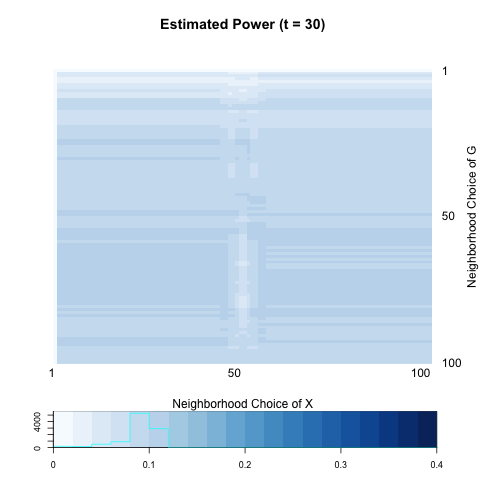 Estimated Power (t = 30)
1
50
100
Neighborhood Choice of G
1 50 100
Neighborhood Choice of X
0 4000
0 0.1 0.2 0.3 0.4